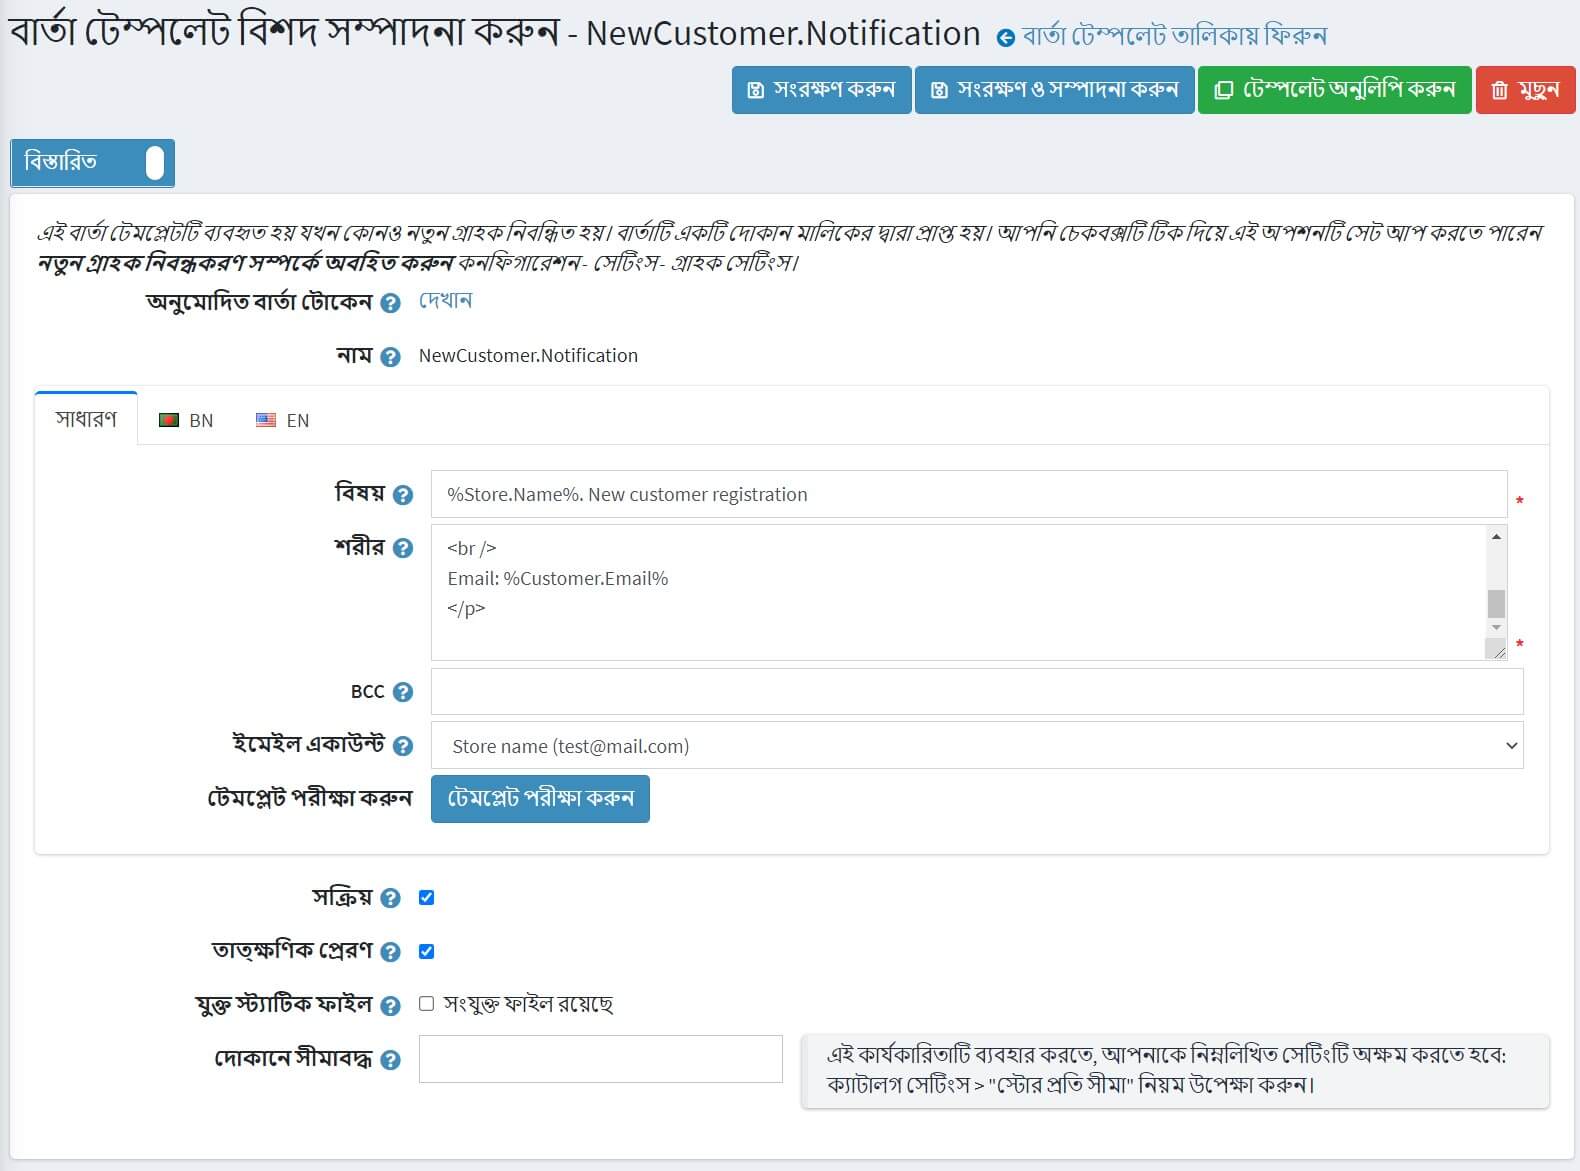 বার্তা টেম্পলেট বিশদ সম্পাদনা করুন - NewCustomer.Notification বার্তা টেম্পলেট তালিকায় ফিরুন
সংরক্ষণ করুন সংরক্ষণ ও সম্পাদনা করুন টেম্পলেট অনুলিপি করুন মুছুন
বিস্তারিত
এই বার্তা টেমপ্লেটটি ব্যবহৃত হয় যখন কোনও নতুন গ্রাহক নিবন্ধিত হয়। বার্তাটি একটি দোকান মালিকের দ্বারা প্রাপ্ত হয়। আপনি চেকবক্সটি টিক দিয়ে এই অপশনটি সেট আপ করতে পারেন
নতুন গ্রাহক নিবন্ধকরণ সম্পর্কে অবহিত করুন কনফিগারেশন - সেটিংস - গ্রাহক সেটিংস।
অনুমোদিত বার্তা টোকেন ? দেখান
নাম ? NewCustomer.Notification
সাধারণ BN EN
বিষয় ? %Store.Name%. New customer registration *
শরীর ? <br />
Email: %Customer.Email%
</p>
*
BCC ?
ইমেইল একাউন্ট ? Store name (test@mail.com)
টেমপ্লেট পরীক্ষা করুন টেমপ্লেট পরীক্ষা করুন
সক্রিয় ?
তাত্ক্ষণিক প্রেরণ ?
যুক্ত স্ট্যাটিক ফাইল ? সংযুক্ত ফাইল রয়েছে
দোকানে সীমাবদ্ধ ? এই কার্যকারিতাটি ব্যবহার করতে, আপনাকে নিম্নলিখিত সেটিংটি অক্ষম করতে হবে:
ক্যাটালগ সেটিংস > "স্টোর প্রতি সীমা" নিয়ম উপেক্ষা করুন।